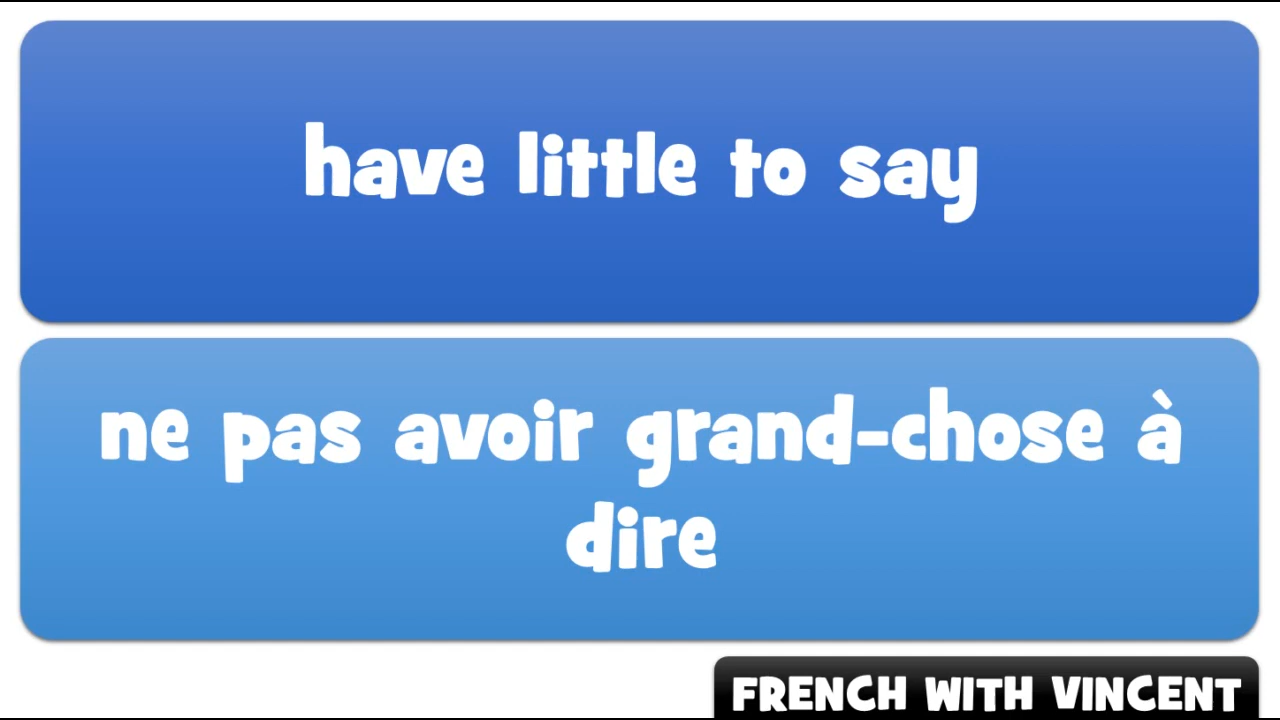 have little to say
ne pas avoir grand-chose à
dire
FRENCH WITH VINCENT